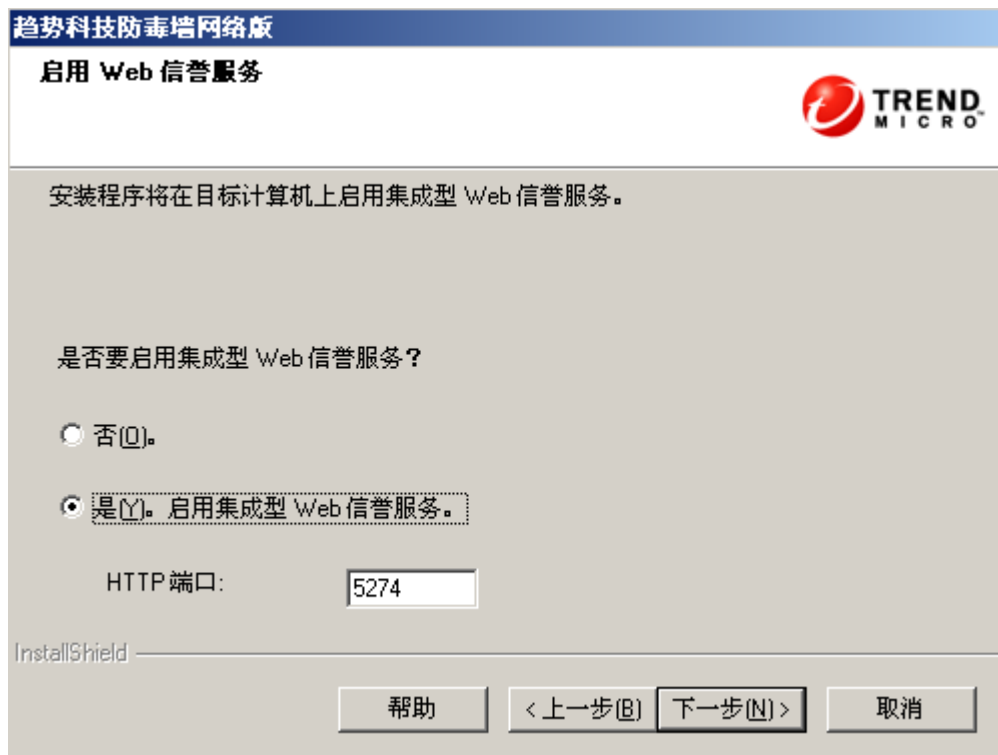 趋势科技防毒墙网络版
启用 Web 信誉服务
TREND
MICRO
安装程序将在目标计算机上启用集成型 Web 信誉服务。
是否要启用集成型 Web 信誉服务？
否(O)。
是(Y)。启用集成型 Web 信誉服务。
HTTP 端口: 5274
InstallShield
帮助 < 上一步(B) 下一步(N) > 取消